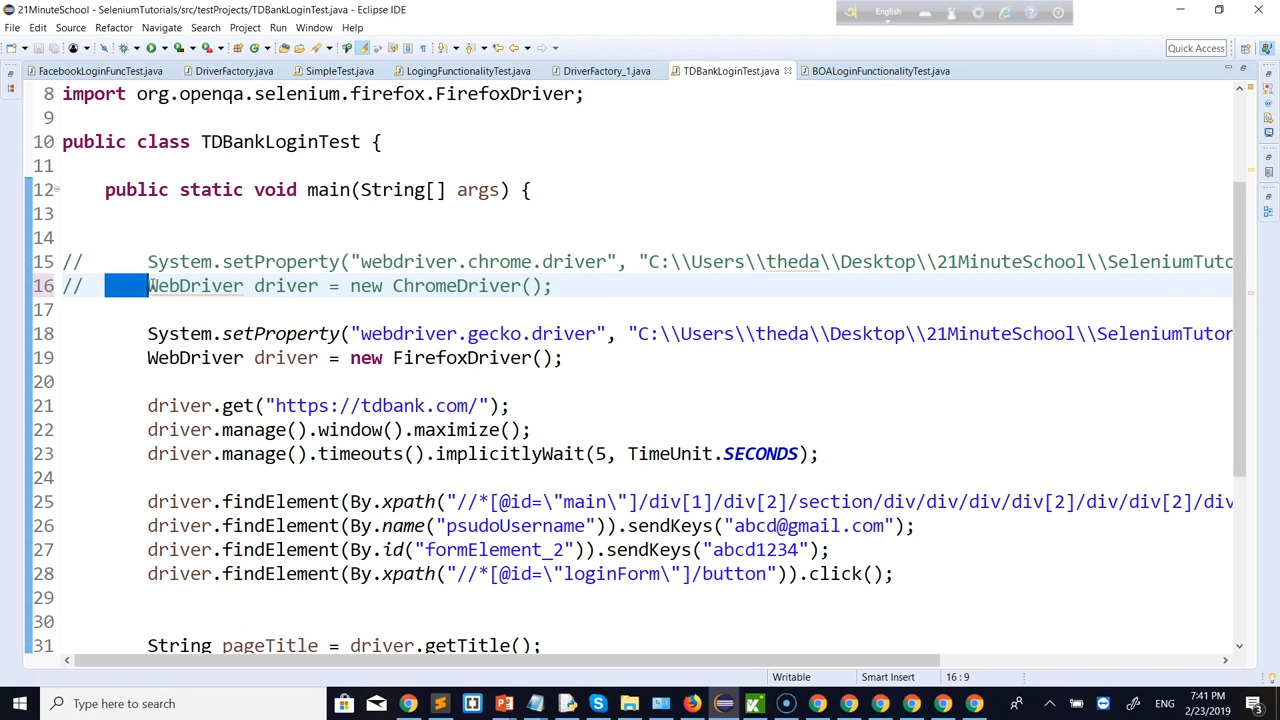 21MinuteSchool - SeleniumTutorials/src/testProjects/TDBankLoginTest.java - Eclipse IDE
English
File Edit Source Refactor Navigate Search Project Run Window Help
Quick Access
FacebookLoginFuncTest.java DriverFactory.java SimpleTest.java LogingFunctionalityTest.java DriverFactory_1.java TDBankLoginTest.java BOALoginFunctionalityTest.java
8 import org.openqa.selenium.firefox.FirefoxDriver;
9
10 public class TDBankLoginTest {
11
12 public static void main(String[] args) {
13
14
15 // System.setProperty("webdriver.chrome.driver", "C:\\Users\\theda\\Desktop\\21MinuteSchool\\SeleniumTuto
16 // WebDriver driver = new ChromeDriver();
17
18 System.setProperty("webdriver.gecko.driver", "C:\\Users\\theda\\Desktop\\21MinuteSchool\\SeleniumTutor
19 WebDriver driver = new FirefoxDriver();
20
21 driver.get("https://tdbank.com/");
22 driver.manage().window().maximize();
23 driver.manage().timeouts().implicitlyWait(5, TimeUnit.SECONDS);
24
25 driver.findElement(By.xpath("//*[@id=\"main\"]/div[1]/div[2]/section/div/div/div/div[2]/div/div[2]/div
26 driver.findElement(By.name("psudoUsername")).sendKeys("abcd@gmail.com");
27 driver.findElement(By.id("formElement_2")).sendKeys("abcd1234");
28 driver.findElement(By.xpath("//*[@id=\"loginForm\"]/button")).click();
29
30
31 String pageTitle = driver.getTitle();
Writable Smart Insert 16 : 9
Type here to search
ENG
7:41 PM
2/23/2019
3